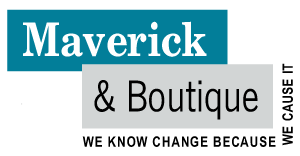 Maverick
& Boutique
WE KNOW CHANGE BECAUSE
WE CAUSE IT